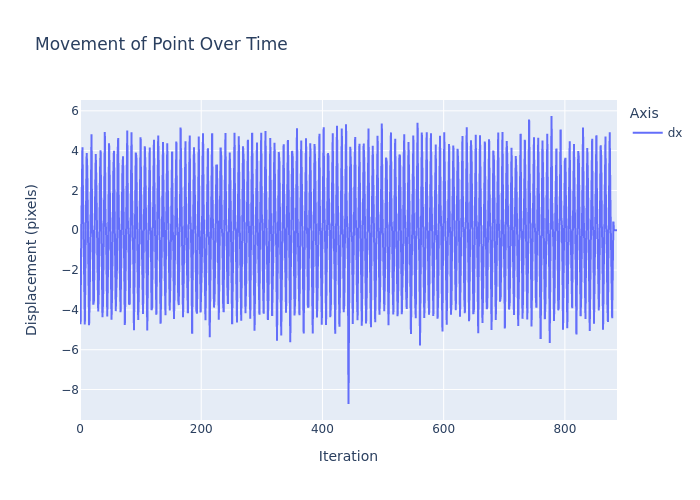 Movement of Point Over Time
Axis
dx
6
4
2
0
−2
−4
−6
−8
Displacement (pixels)
0 200 400 600 800
Iteration